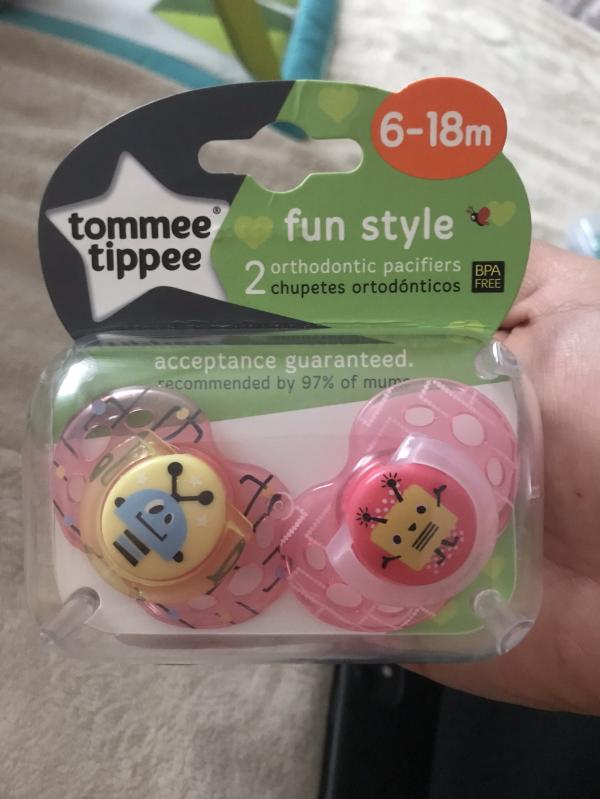 6-18m
tommee®
tippee
fun style
2 orthodontic pacifiers
chupetes ortodónticos
BPA
FREE
acceptance guaranteed.
recommended by 97% of mums